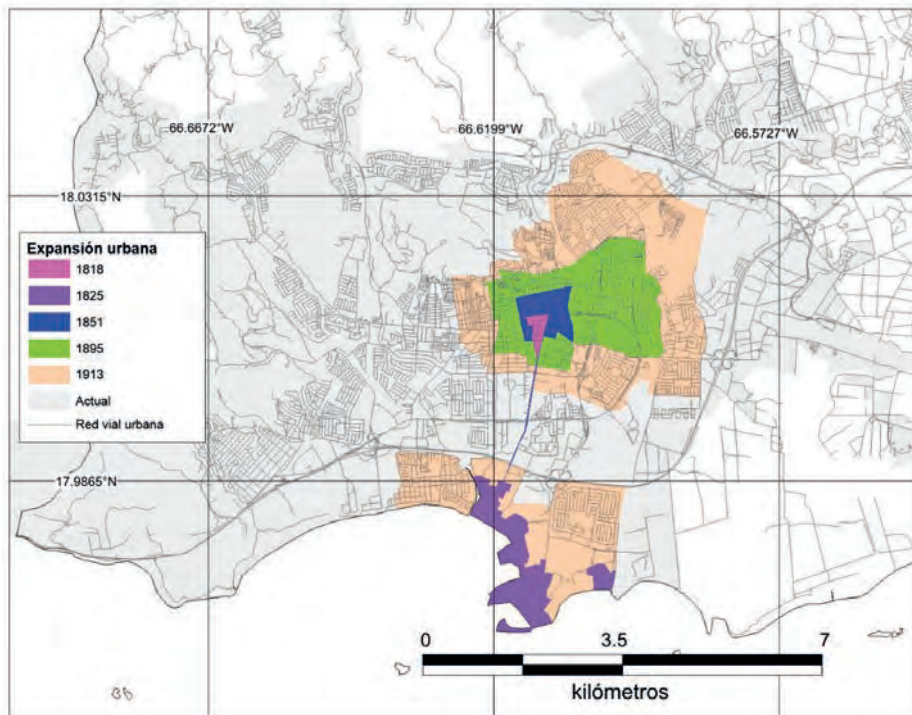 66.6672°W
66.6199°W
66.5727°W
18.0315°N
Expansión urbana
1818
1825
1851
1895
1913
Actual
Red vial urbana
17.9865°N
0
3.5
7
kilómetros